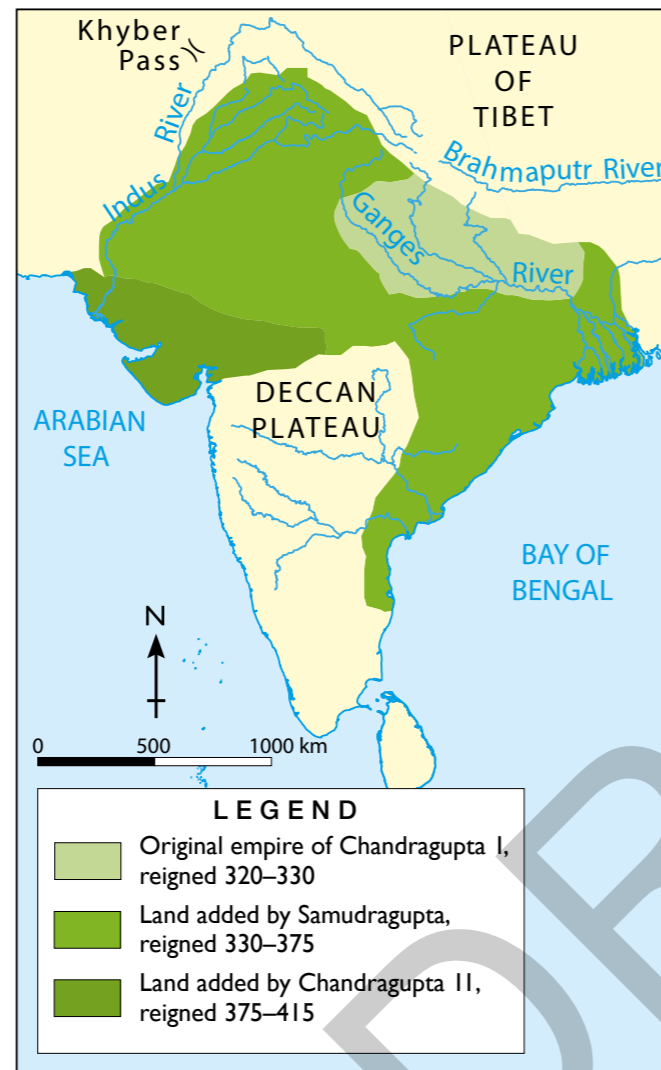 Khyber
Pass
PLATEAU
OF
TIBET
Indus River
Brahmaputr River
Ganges River
DECCAN
PLATEAU
ARABIAN
SEA
BAY OF
BENGAL
N
0 500 1000 km
LEGEND
Original empire of Chandragupta I,
reigned 320–330
Land added by Samudragupta,
reigned 330–375
Land added by Chandragupta 11,
reigned 375–415